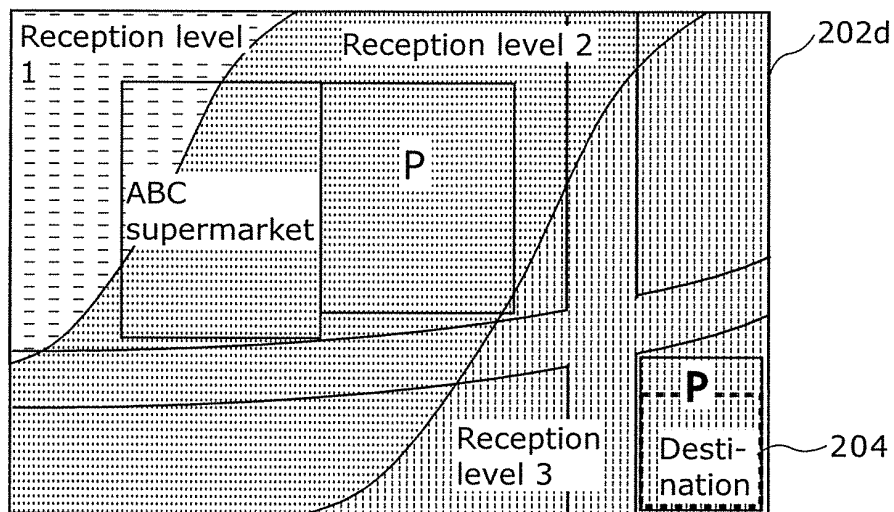 Reception level
1
Reception level 2
202d
P
ABC
supermarket
P
Reception
level 3
Desti-
nation
204